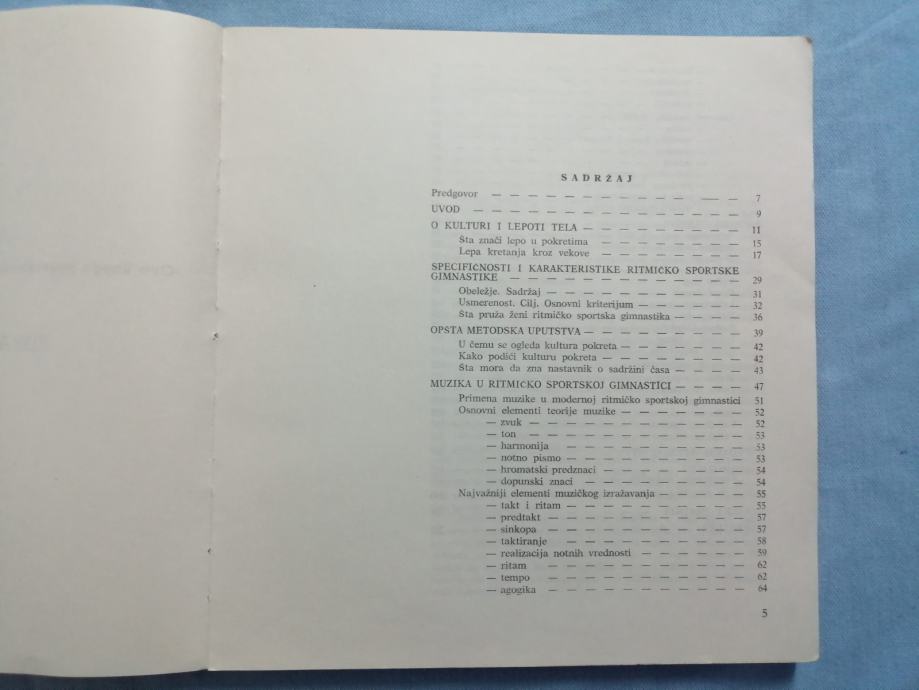 SADRŽAJ
Predgovor — — — — — — — — — — — — 7
UVOD — — — — — — — — — — — — — 9
O KULTURI I LEPOTI TELA — — — — — — — — 11
Šta znači lepo u pokretima — — — — — — — 15
Lepa kretanja kroz vekove — — — — — — — 17
SPECIFIČNOSTI I KARAKTERISTIKE RITMIČKO SPORTSKE
GIMNASTIKE — — — — — — — — — — — — 29
Obeležje. Sadržaj — — — — — — — — — 31
Usmerenost. Cilj. Osnovni kriterijum — — — — — 32
Šta pruža ženi ritmičko sportska gimnastika — — — — 36
OPSTA METODSKA UPUTSTVA — — — — — — — — 39
U čemu se ogleda kultura pokreta — — — — — — 42
Kako podići kulturu pokreta — — — — — — — 42
Šta mora da zna nastavnik o sadržini časa — — — — 43
MUZIKA U RITMIČKO SPORTSKOJ GIMNASTICI — — — — 47
Primena muzike u modernoj ritmičko sportskoj gimnastici 51
Osnovni elementi teorije muzike — — — — — — 52
— zvuk — — — — — — — — — — 52
— ton — — — — — — — — — — 53
— harmonija — — — — — — — — 53
— notno pismo — — — — — — — — 53
— hromatski predznaci — — — — — — 54
— dopunski znaci — — — — — — — 54
Najvažniji elementi muzičkog izražavanja — — — — — 55
— takt i ritam — — — — — — — — 55
— predtakt — — — — — — — — — 57
— sinkopa — — — — — — — — — 57
— taktiranje — — — — — — — — 58
— realizacija notnih vrednosti — — — — — 59
— ritam — — — — — — — — — — 62
— tempo — — — — — — — — — — 62
— agogika — — — — — — — — — 64
5